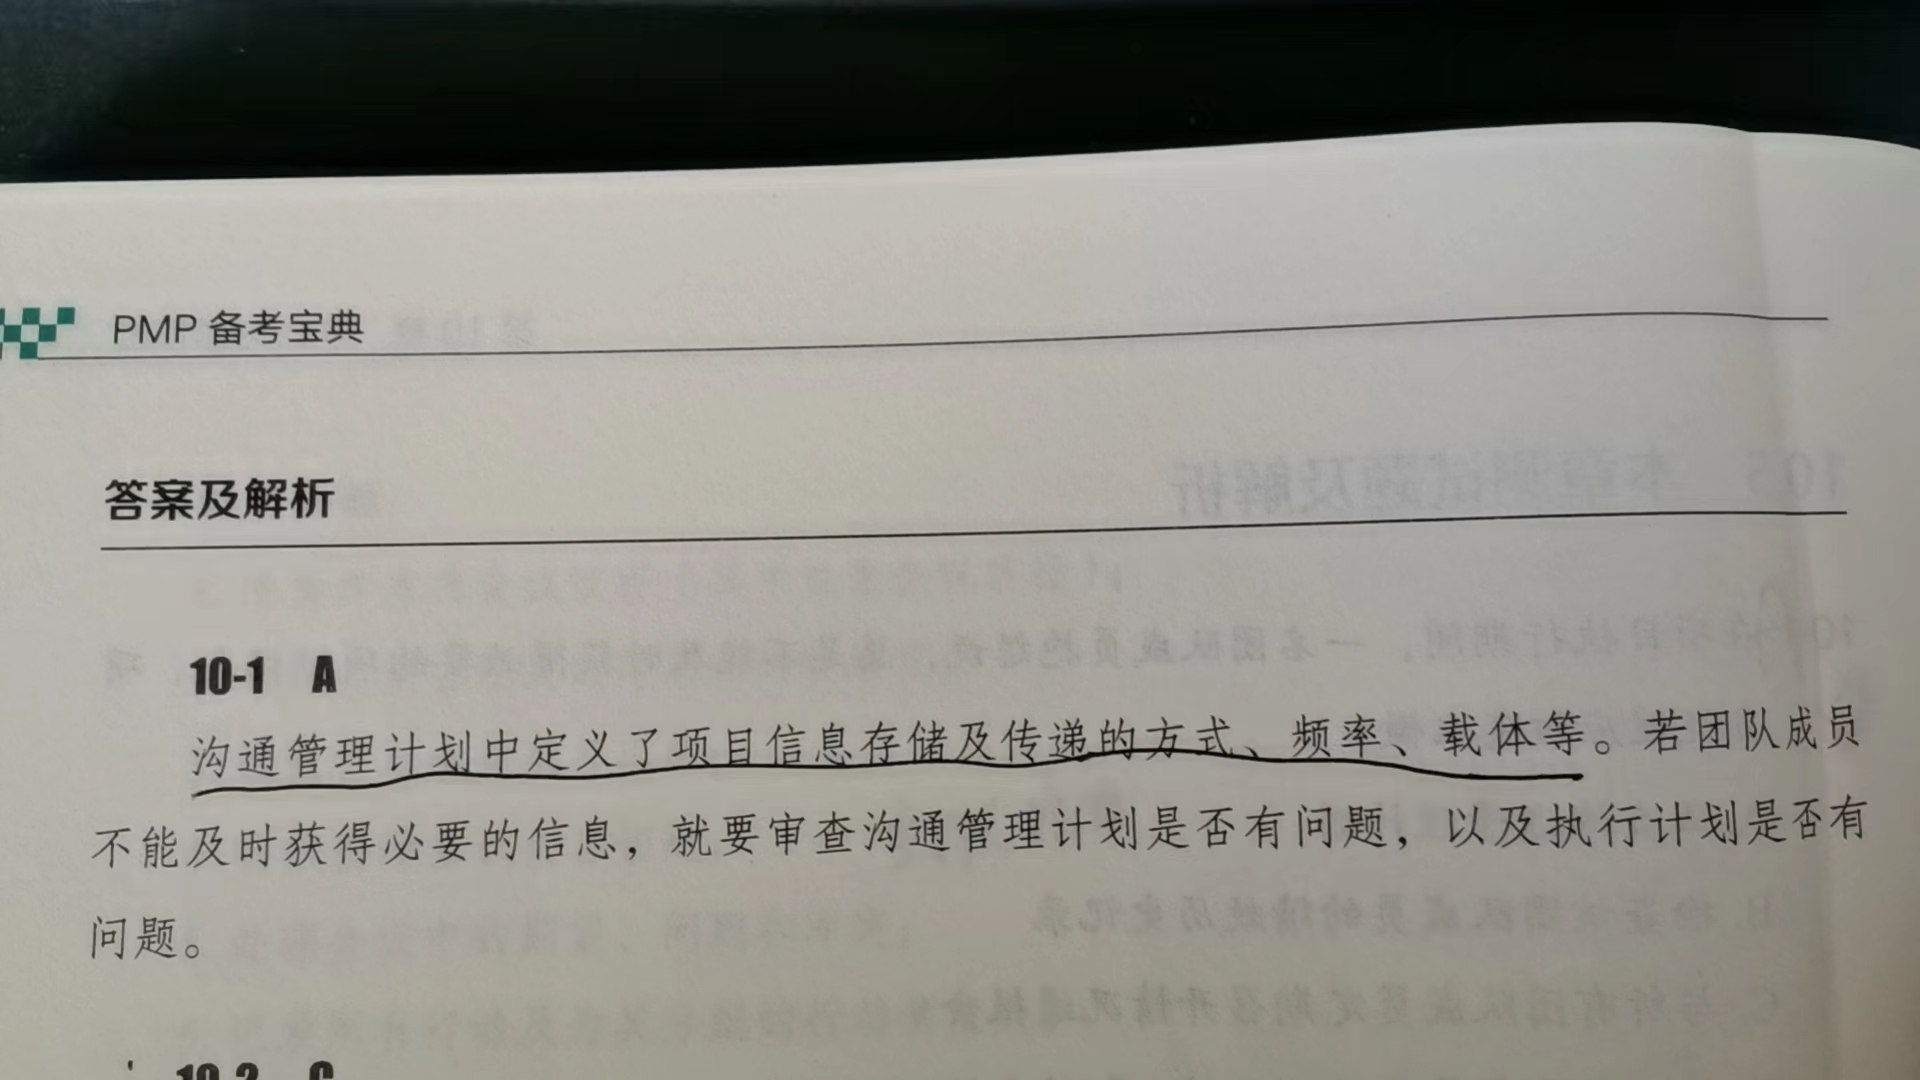 PMP 备考宝典
答案及解析
10-1 A
沟通管理计划中定义了项目信息存储及传递的方式、频率、载体等。若团队成员
不能及时获得必要的信息，就要审查沟通管理计划是否有问题，以及执行计划是否有
问题。
10-2 C